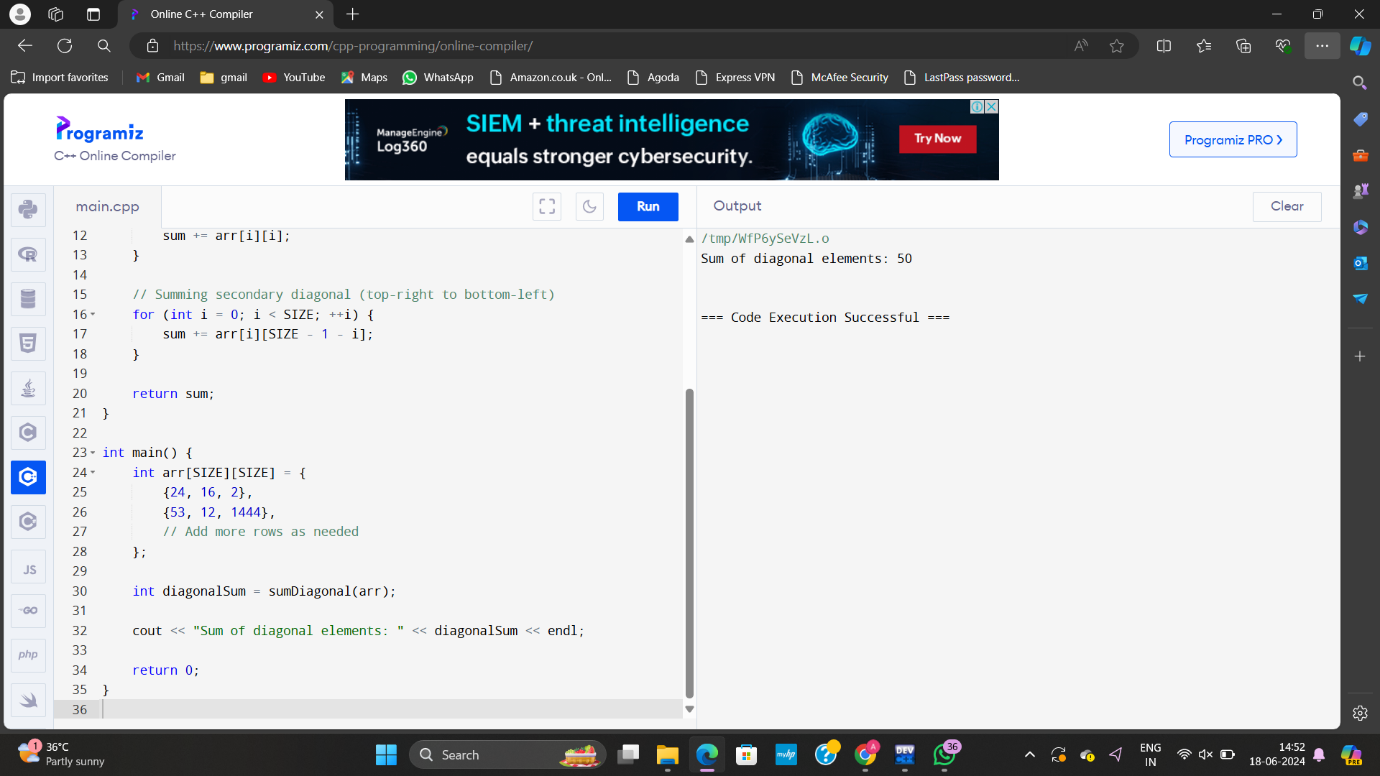 Online C++ Compiler
https://www.programiz.com/cpp-programming/online-compiler/
Import favorites
Gmail
gmail
YouTube
Maps
WhatsApp
Amazon.co.uk - Onl...
Agoda
Express VPN
McAfee Security
LastPass password...
Programiz
C++ Online Compiler
ManageEngine
Log360
SIEM + threat intelligence
equals stronger cybersecurity.
Try Now
Programiz PRO >
main.cpp
Run
Output
Clear
12 sum += arr[i][i];
13 }
14
15 // Summing secondary diagonal (top-right to bottom-left)
16 for (int i = 0; i < SIZE; ++i) {
17 sum += arr[i][SIZE - 1 - i];
18 }
19
20 return sum;
21 }
22
23 int main() {
24 int arr[SIZE][SIZE] = {
25 {24, 16, 2},
26 {53, 12, 1444},
27 // Add more rows as needed
28 };
29
30 int diagonalSum = sumDiagonal(arr);
31
32 cout << "Sum of diagonal elements: " << diagonalSum << endl;
33
34 return 0;
35 }
36
/tmp/WfP6ySeVzL.o
Sum of diagonal elements: 50
=== Code Execution Successful ===
JS
GO
php
1
36°C
Partly sunny
Search
myhp
A
DEV
36
ENG
IN
14:52
18-06-2024
PRE